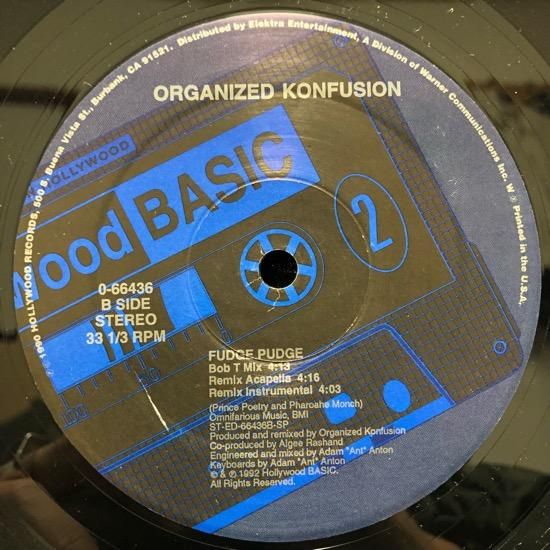 ℗ 1990 HOLLYWOOD RECORDS, 500 S. Buena Vista St., Burbank, CA 91521. Distributed by Elektra Entertainment, A Division of Warner Communications Inc. W ® Printed in the U.S.A.
ORGANIZED KONFUSION
HOLLYWOOD
ood BASIC
2
0-66436
B SIDE
STEREO
33 1/3 RPM
FUDGE PUDGE
Bob T Mix 4:13
Remix Acapella 4:16
Remix Instrumental 4:03
(Prince Poetry and Pharoahe Monch)
Omnifarious Music, BMI
ST-ED-66436B-SP
Produced and remixed by Organized Konfusion
Co-produced by Algee Rashand
Engineered and mixed by Adam "Ant" Anton
Keyboards by Adam "Ant" Anton
© & ℗ 1992 Hollywood BASIC.
All Rights Reserved.